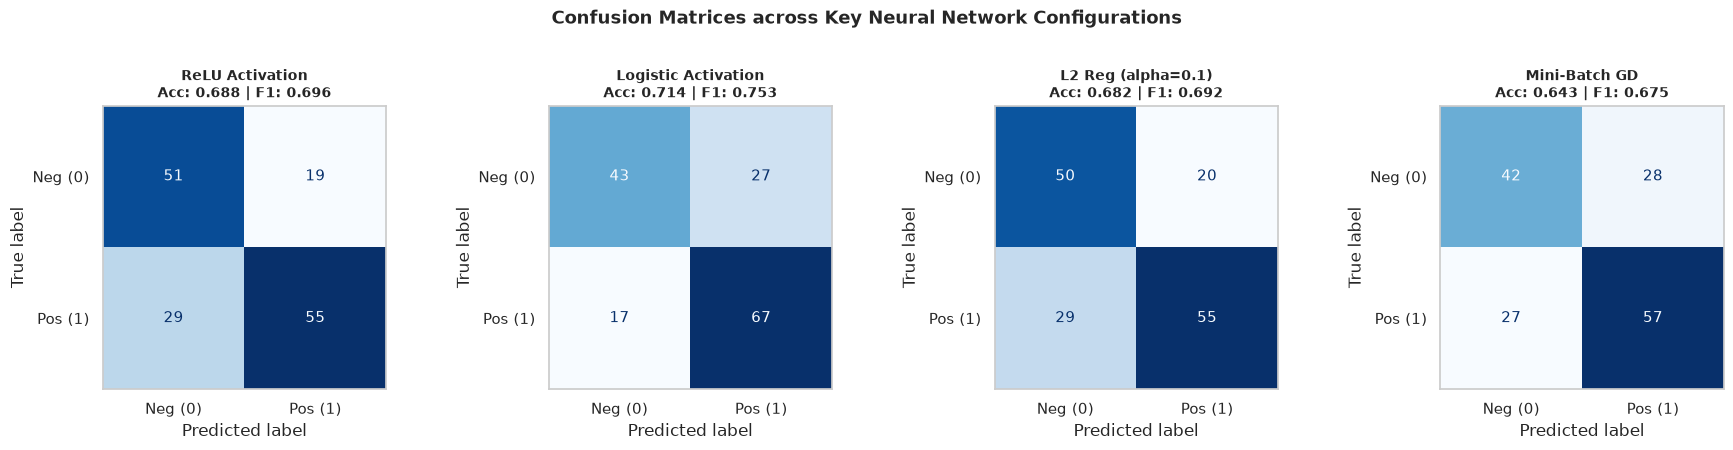 Confusion Matrices across Key Neural Network Configurations
ReLU Activation
Acc: 0.688 | F1: 0.696
True label
Neg (0)
51
19
Pos (1)
29
55
Neg (0)
Pos (1)
Predicted label
Logistic Activation
Acc: 0.714 | F1: 0.753
True label
Neg (0)
43
27
Pos (1)
17
67
Neg (0)
Pos (1)
Predicted label
L2 Reg (alpha=0.1)
Acc: 0.682 | F1: 0.692
True label
Neg (0)
50
20
Pos (1)
29
55
Neg (0)
Pos (1)
Predicted label
Mini-Batch GD
Acc: 0.643 | F1: 0.675
True label
Neg (0)
42
28
Pos (1)
27
57
Neg (0)
Pos (1)
Predicted label